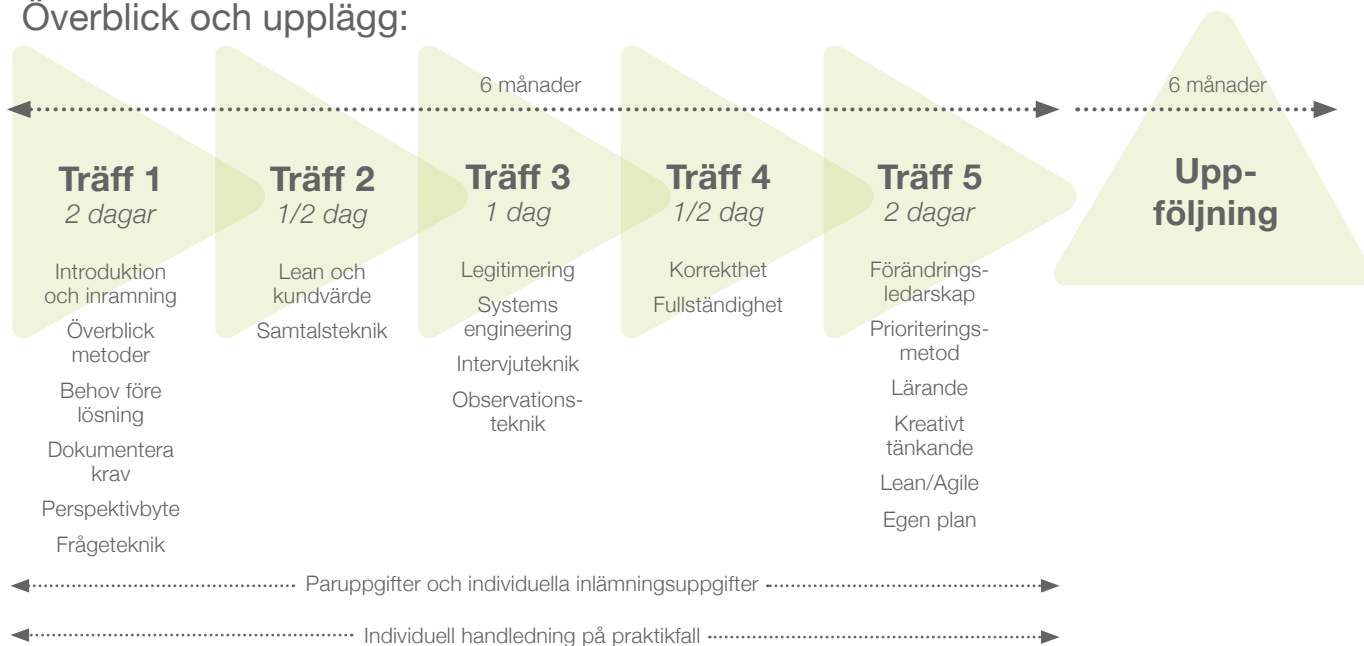 Överblick och upplägg:
6 månader
6 månader
Träff 1
2 dagar
Introduktion
och inramning
Överblick
metoder
Behov före
lösning
Dokumentera
krav
Perspektivbyte
Frågeteknik
Träff 2
1/2 dag
Lean och
kundvärde
Samtalsteknik
Träff 3
1 dag
Legitimering
Systems
engineering
Intervjuteknik
Observations-
teknik
Träff 4
1/2 dag
Korrekthet
Fullständighet
Träff 5
2 dagar
Förändrings-
ledarskap
Prioriterings-
metod
Lärande
Kreativt
tänkande
Lean/Agile
Egen plan
Upp-
följning
Paruppgifter och individuella inlämningsuppgifter
Individuell handledning på praktikfall